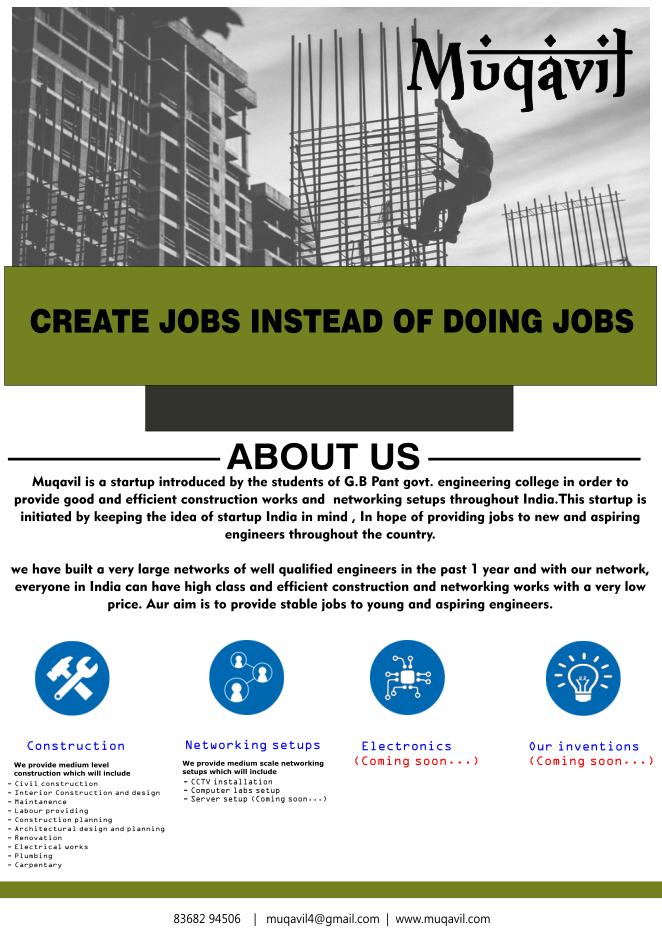 Muqavil
CREATE JOBS INSTEAD OF DOING JOBS
ABOUT US
Muqavil is a startup introduced by the students of G.B Pant govt. engineering college in order to
provide good and efficient construction works and  networking setups throughout India.This startup is
initiated by keeping the idea of startup India in mind , In hope of providing jobs to new and aspiring
engineers throughout the country.
we have built a very large networks of well qualified engineers in the past 1 year and with our network,
everyone in India can have high class and efficient construction and networking works with a very low
price. Aur aim is to provide stable jobs to young and aspiring engineers.
Construction
We provide medium level
construction which will include
- Civil construction
- Interior Construction and design
- Maintanence
- Labour providing
- Construction planning
- Architectural design and planning
- Renovation
- Electrical works
- Plumbing
- Carpentary
Networking setups
We provide medium scale networking
setups which will include
- CCTV installation
- Computer labs setup
- Server setup (Coming soon...)
Electronics
(Coming soon...)
Our inventions
(Coming soon...)
83682 94506 | muqavil4@gmail.com | www.muqavil.com